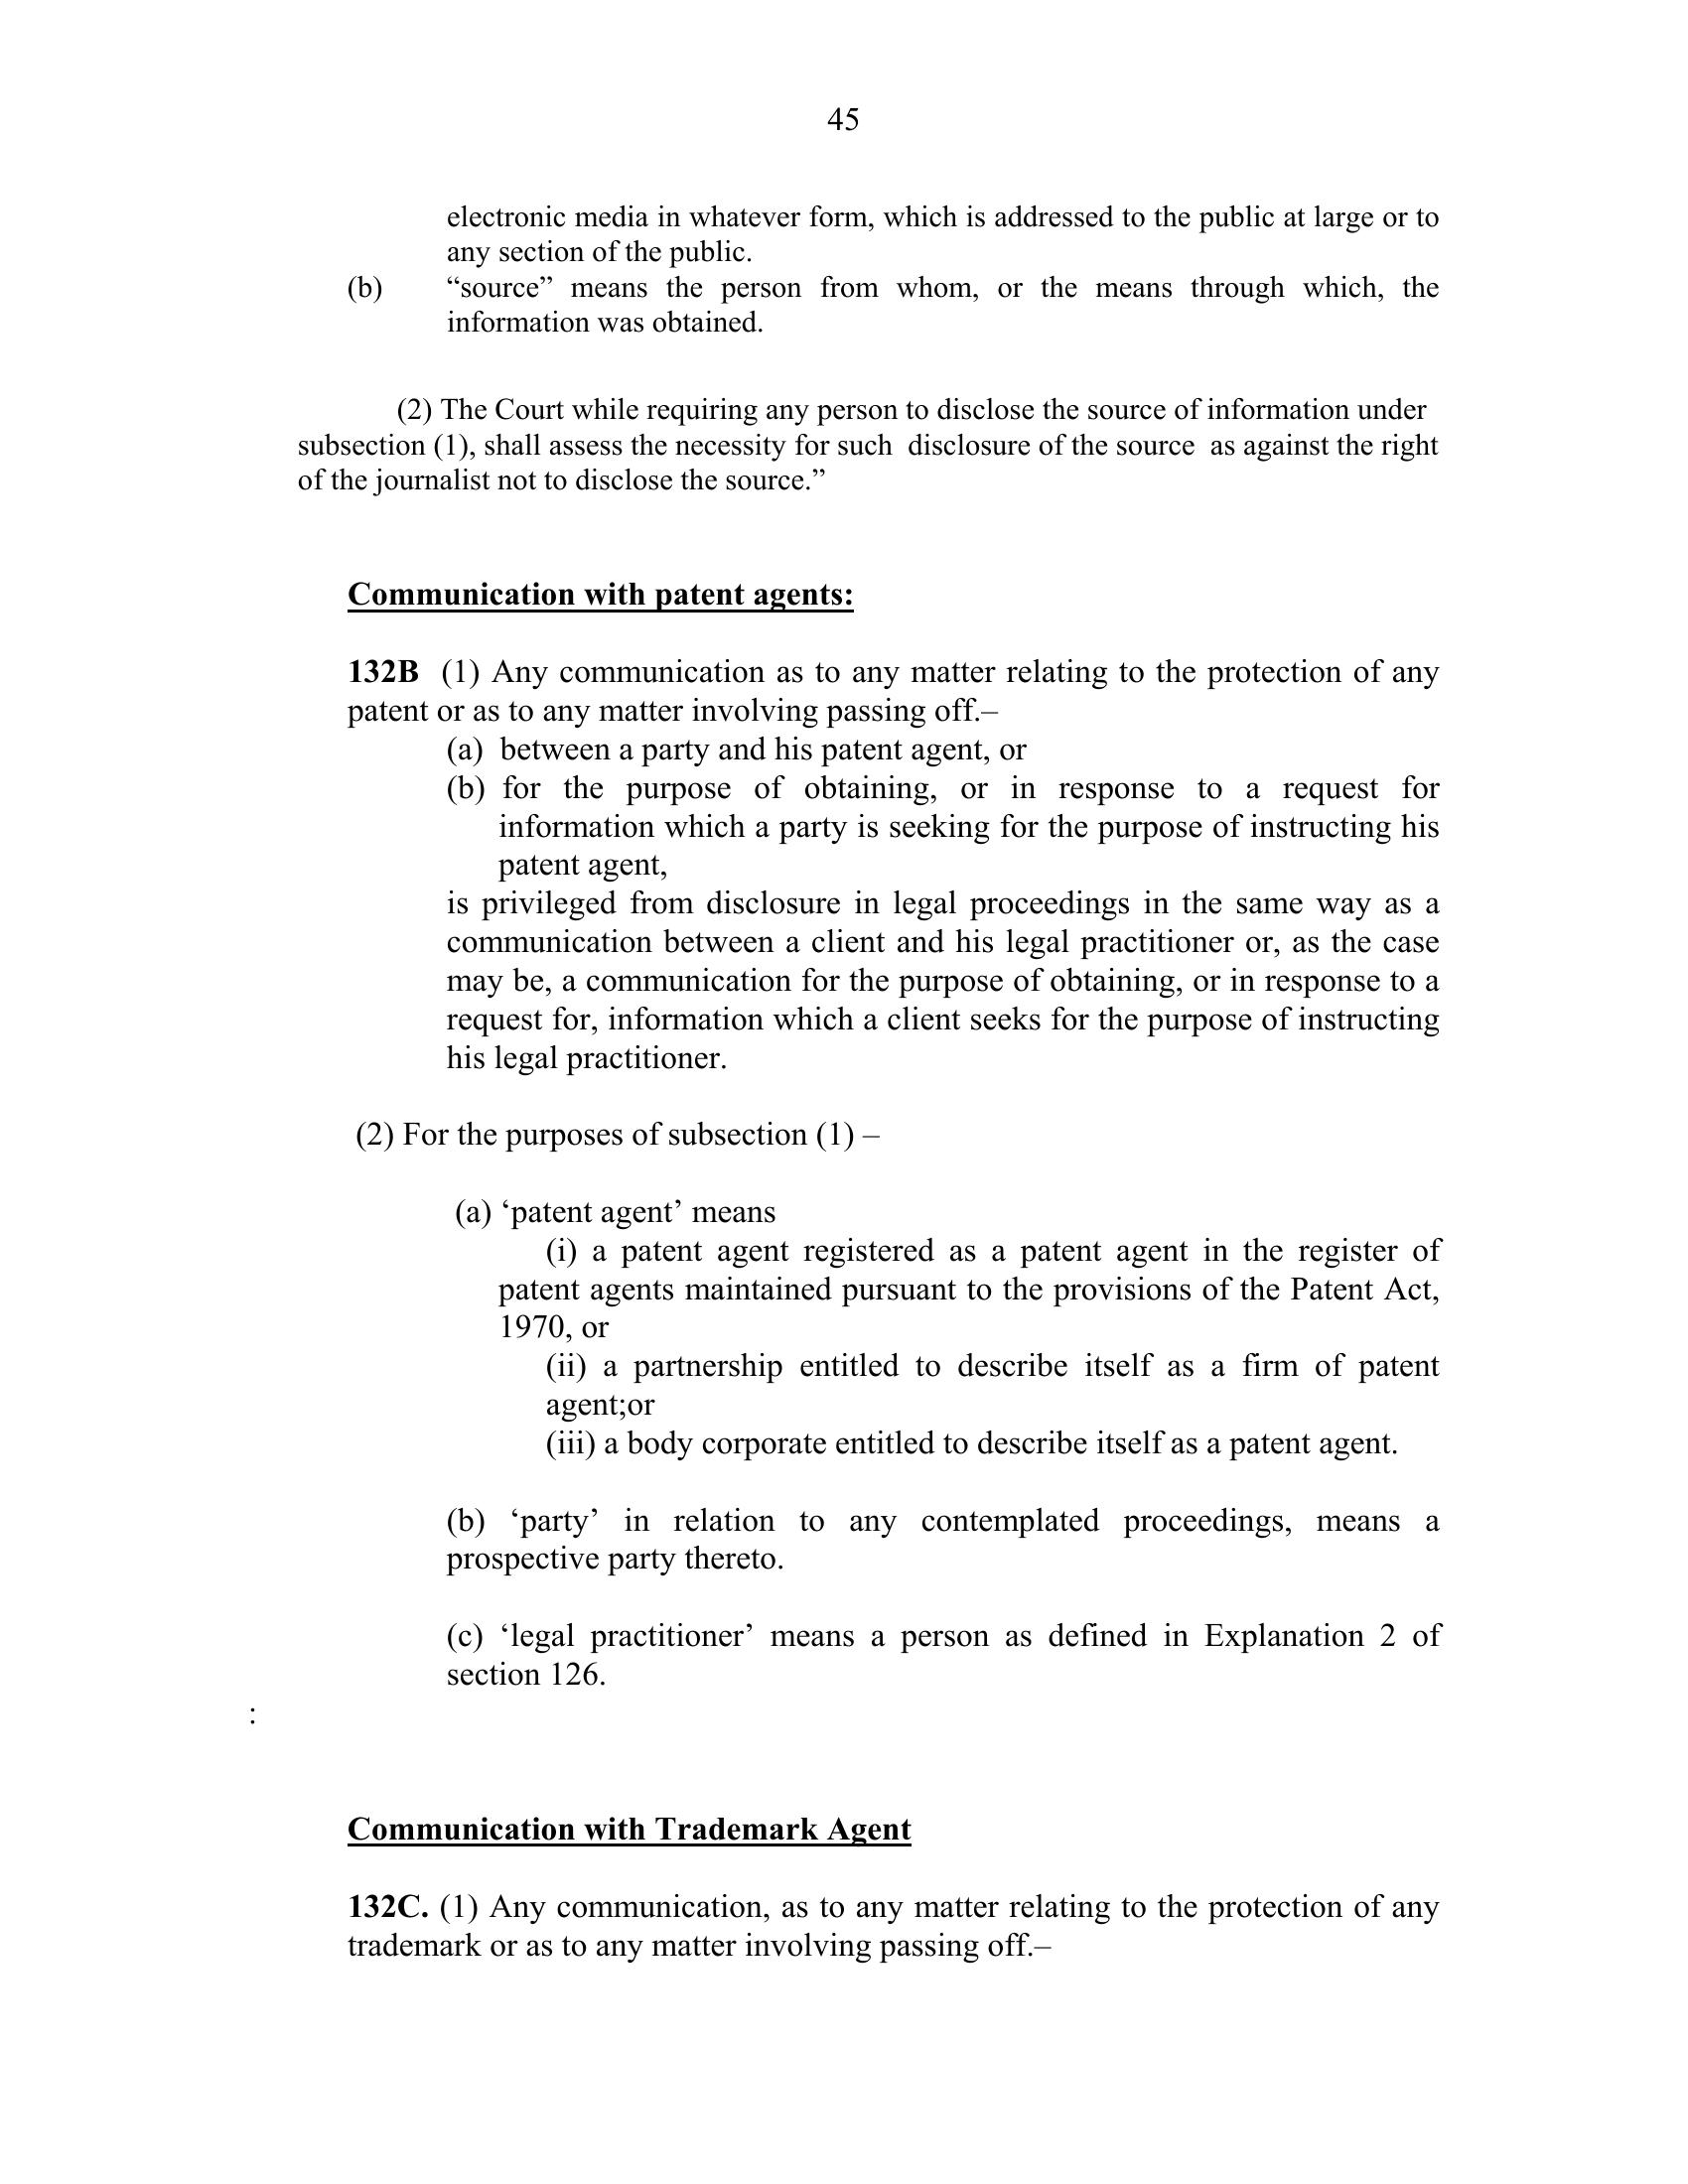 45
electronic media in whatever form, which is addressed to the public at large or to
any section of the public.
(b) “source” means the person from whom, or the means through which, the
information was obtained.
(2) The Court while requiring any person to disclose the source of information under
subsection (1), shall assess the necessity for such disclosure of the source as against the right
of the journalist not to disclose the source.”
Communication with patent agents:
132B (1) Any communication as to any matter relating to the protection of any
patent or as to any matter involving passing off.–
(a) between a party and his patent agent, or
(b) for the purpose of obtaining, or in response to a request for
information which a party is seeking for the purpose of instructing his
patent agent,
is privileged from disclosure in legal proceedings in the same way as a
communication between a client and his legal practitioner or, as the case
may be, a communication for the purpose of obtaining, or in response to a
request for, information which a client seeks for the purpose of instructing
his legal practitioner.
(2) For the purposes of subsection (1) –
(a) ‘patent agent’ means
(i) a patent agent registered as a patent agent in the register of
patent agents maintained pursuant to the provisions of the Patent Act,
1970, or
(ii) a partnership entitled to describe itself as a firm of patent
agent;or
(iii) a body corporate entitled to describe itself as a patent agent.
(b) ‘party’ in relation to any contemplated proceedings, means a
prospective party thereto.
(c) ‘legal practitioner’ means a person as defined in Explanation 2 of
section 126.
:
Communication with Trademark Agent
132C. (1) Any communication, as to any matter relating to the protection of any
trademark or as to any matter involving passing off.–